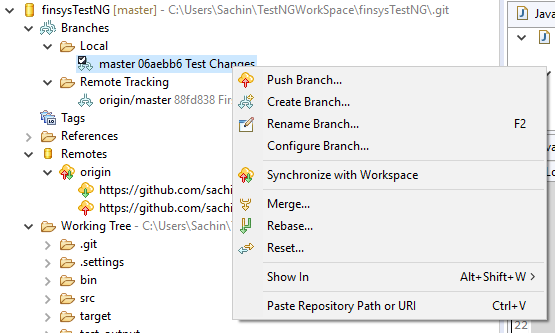 finsysTestNG [master] - C:\Users\Sachin\TestNGWorkSpace\finsysTestNG\.git
Branches
Local
master 06aebb6 Test Changes
Remote Tracking
origin/master 88fd838 Fin
Tags
References
Remotes
origin
https://github.com/sachi
https://github.com/sachi
Working Tree - C:\Users\Sachin\
.git
.settings
bin
src
target
test-output
Push Branch...
Create Branch...
Rename Branch... F2
Configure Branch...
Synchronize with Workspace
Merge...
Rebase...
Reset...
Show In Alt+Shift+W
Paste Repository Path or URI Ctrl+V
Java
22